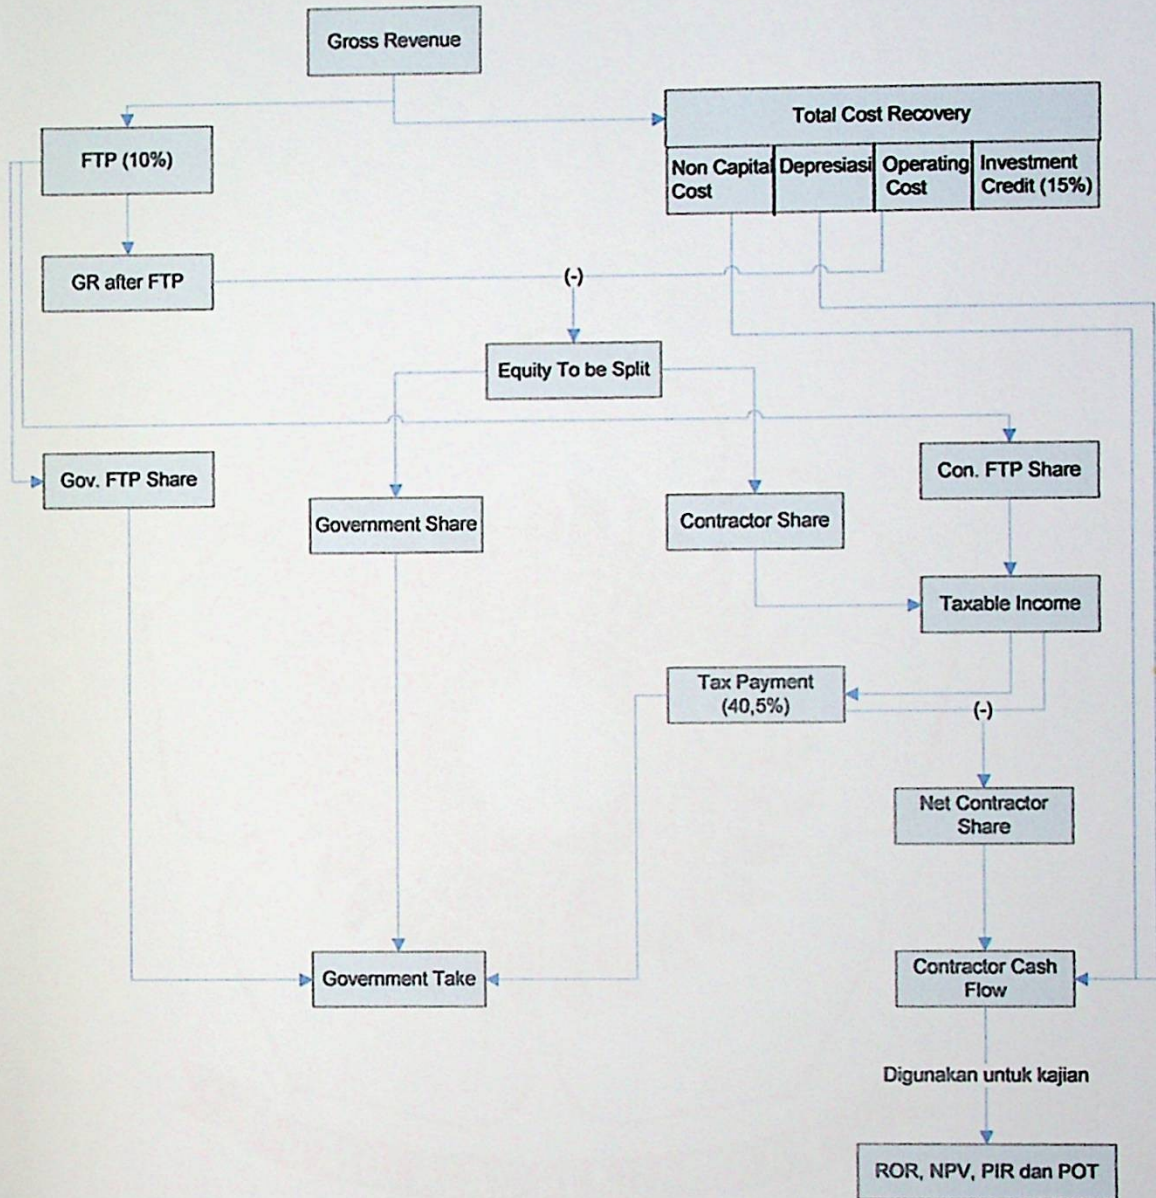 Gross Revenue
Total Cost Recovery
FTP (10%)
Non Capital
Cost
Depresiasi
Operating
Cost
Investment
Credit (15%)
GR after FTP
(-)
Equity To be Split
Gov. FTP Share
Con. FTP Share
Government Share
Contractor Share
Taxable Income
Tax Payment
(40,5%)
(-)
Net Contractor
Share
Government Take
Contractor Cash
Flow
Digunakan untuk kajian
ROR, NPV, PIR dan POT